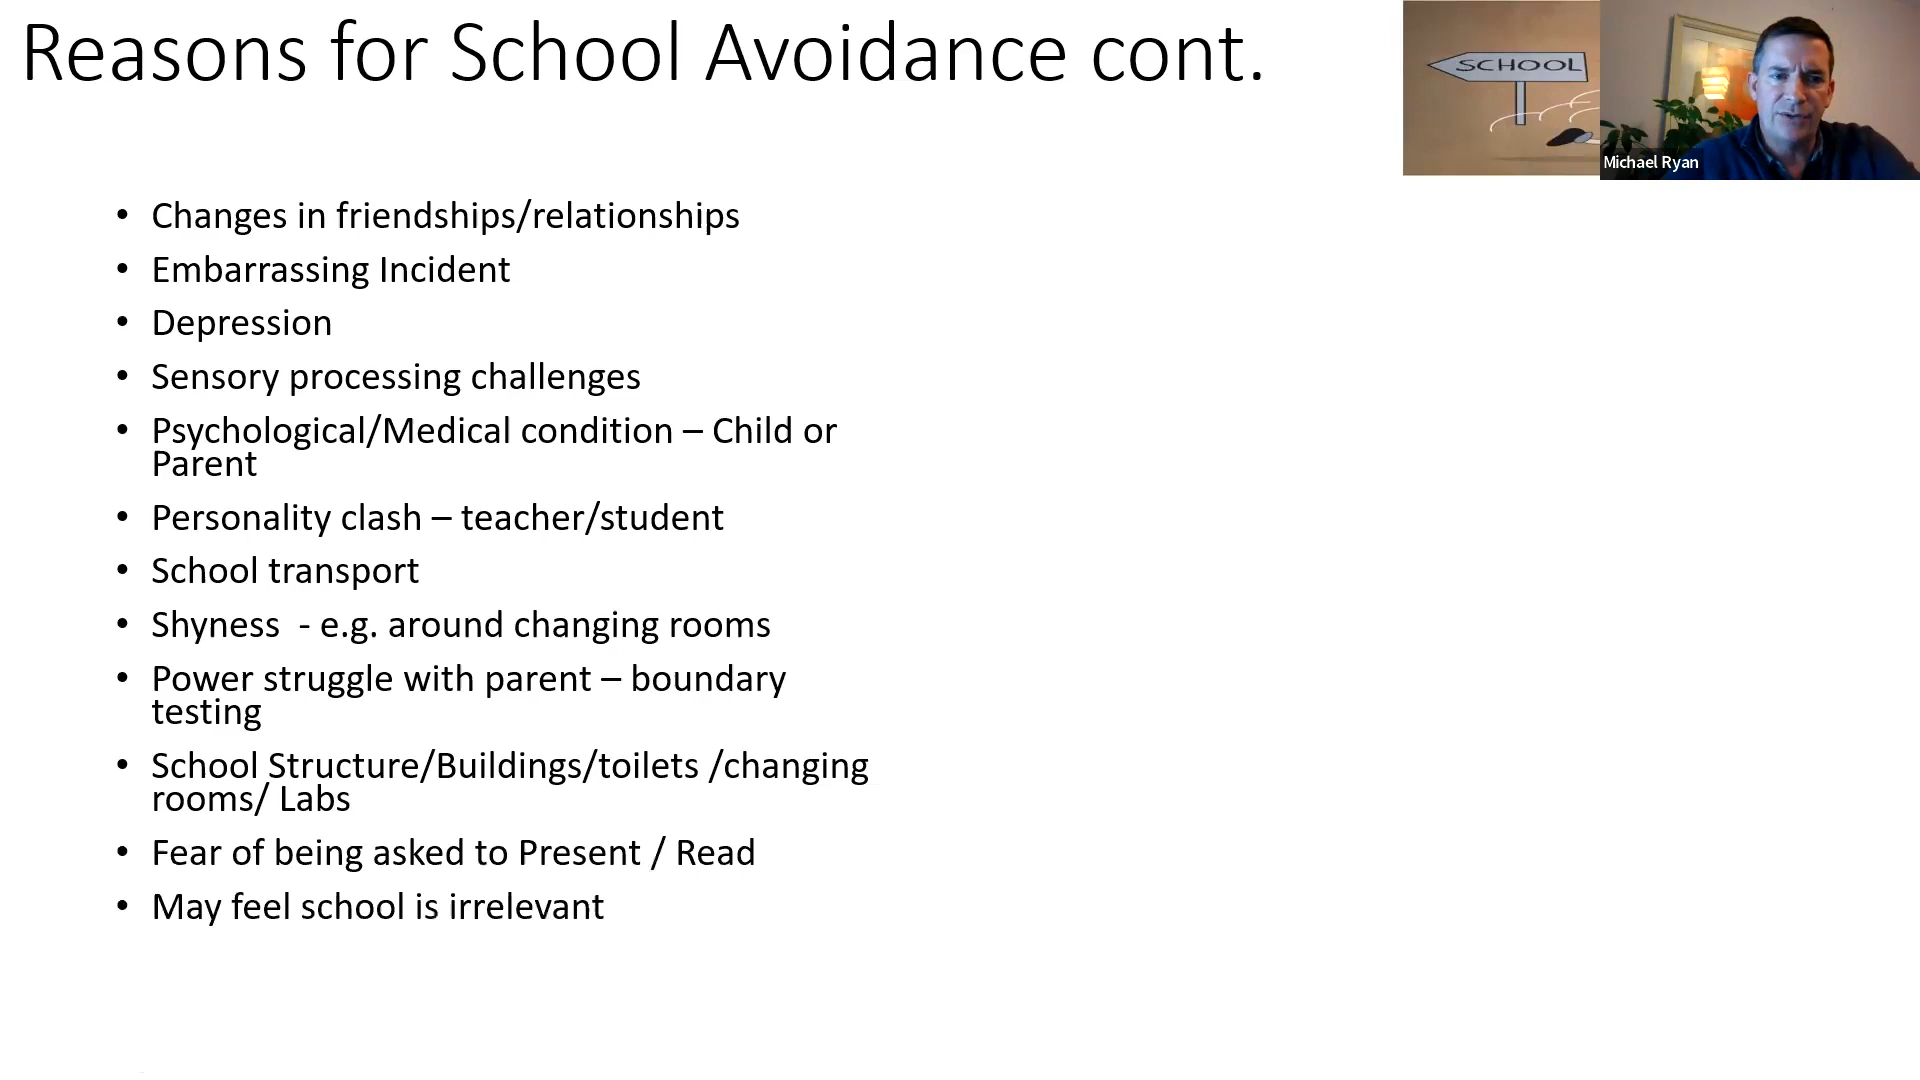 Reasons for School Avoidance cont.
SCHOOL
Michael Ryan
• Changes in friendships/relationships
• Embarrassing Incident
• Depression
• Sensory processing challenges
• Psychological/Medical condition – Child or
Parent
• Personality clash – teacher/student
• School transport
• Shyness  - e.g. around changing rooms
• Power struggle with parent – boundary
testing
• School Structure/Buildings/toilets /changing
rooms/ Labs
• Fear of being asked to Present / Read
• May feel school is irrelevant